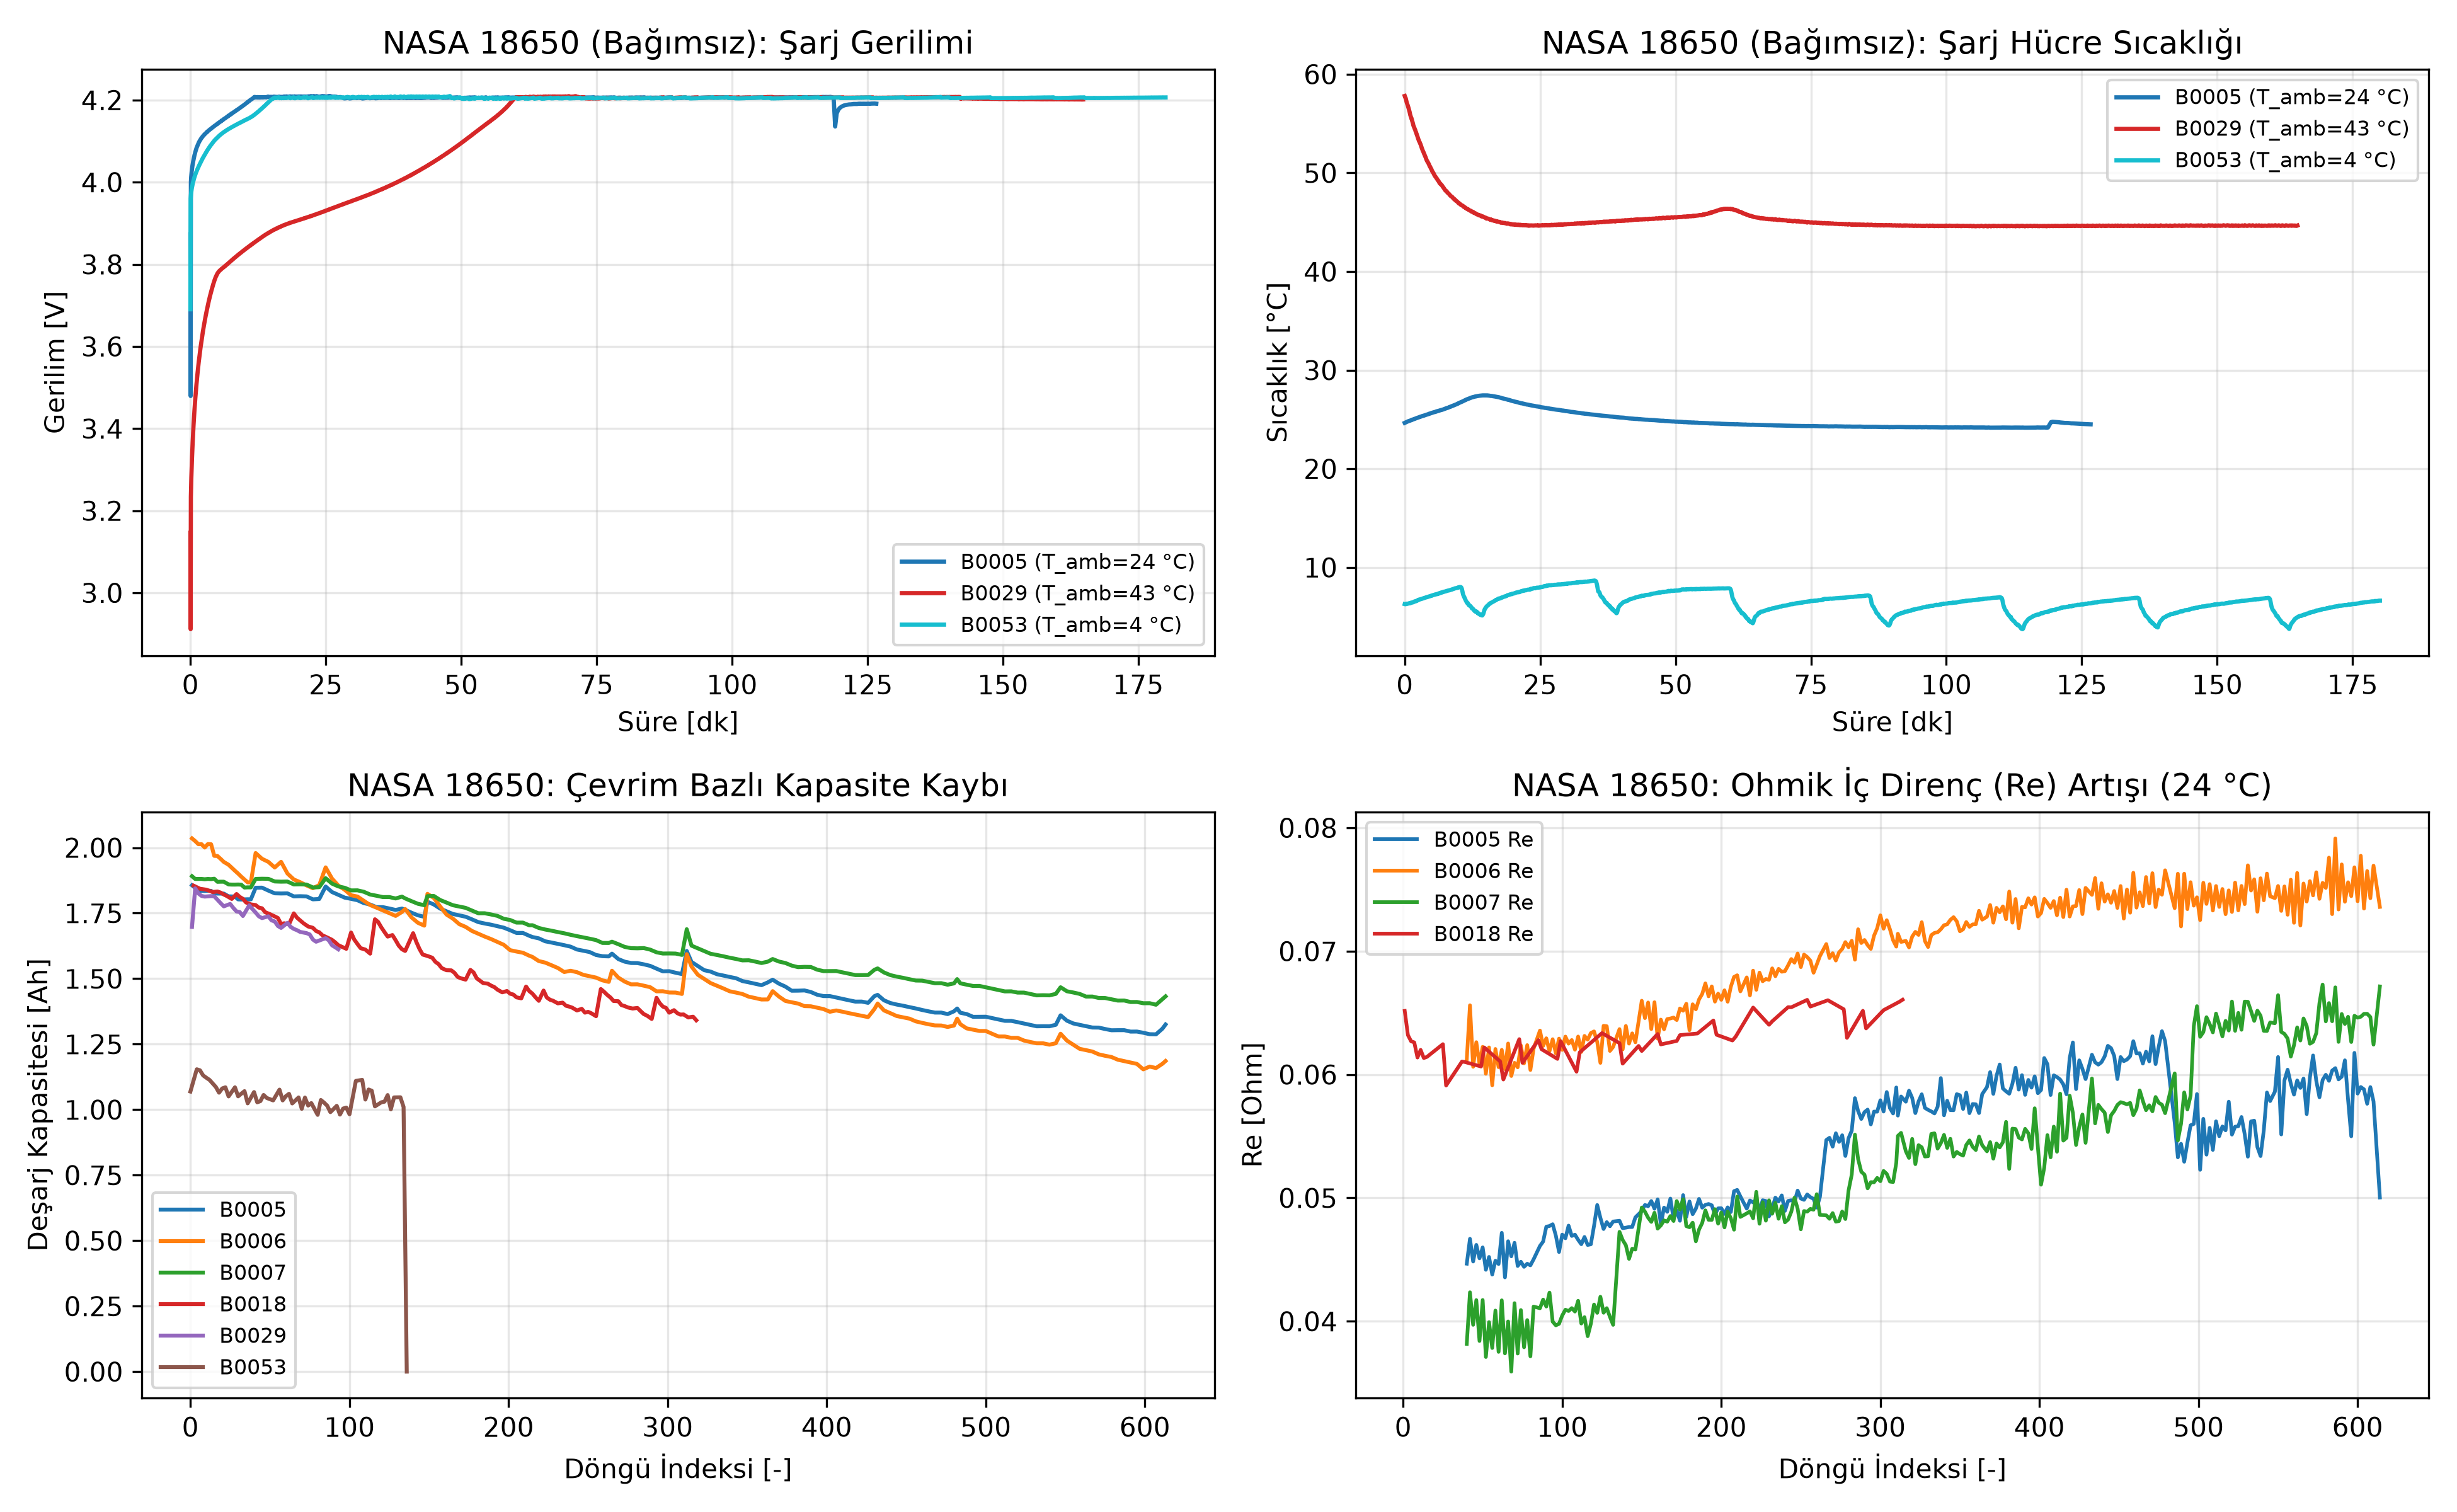 NASA 18650 (Bağımsız): Şarj Gerilimi
Gerilim [V]
4.2
4.0
3.8
3.6
3.4
3.2
3.0
B0005 (T_amb=24 °C)
B0029 (T_amb=43 °C)
B0053 (T_amb=4 °C)
0 25 50 75 100 125 150 175
Süre [dk]
NASA 18650 (Bağımsız): Şarj Hücre Sıcaklığı
Sıcaklık [°C]
60
50
40
30
20
10
B0005 (T_amb=24 °C)
B0029 (T_amb=43 °C)
B0053 (T_amb=4 °C)
0 25 50 75 100 125 150 175
Süre [dk]
NASA 18650: Çevrim Bazlı Kapasite Kaybı
Deşarj Kapasitesi [Ah]
2.00
1.75
1.50
1.25
1.00
0.75
0.50
0.25
0.00
B0005
B0006
B0007
B0018
B0029
B0053
0 100 200 300 400 500 600
Döngü İndeksi [-]
NASA 18650: Ohmik İç Direnç (Re) Artışı (24 °C)
Re [Ohm]
0.08
0.07
0.06
0.05
0.04
B0005 Re
B0006 Re
B0007 Re
B0018 Re
0 100 200 300 400 500 600
Döngü İndeksi [-]